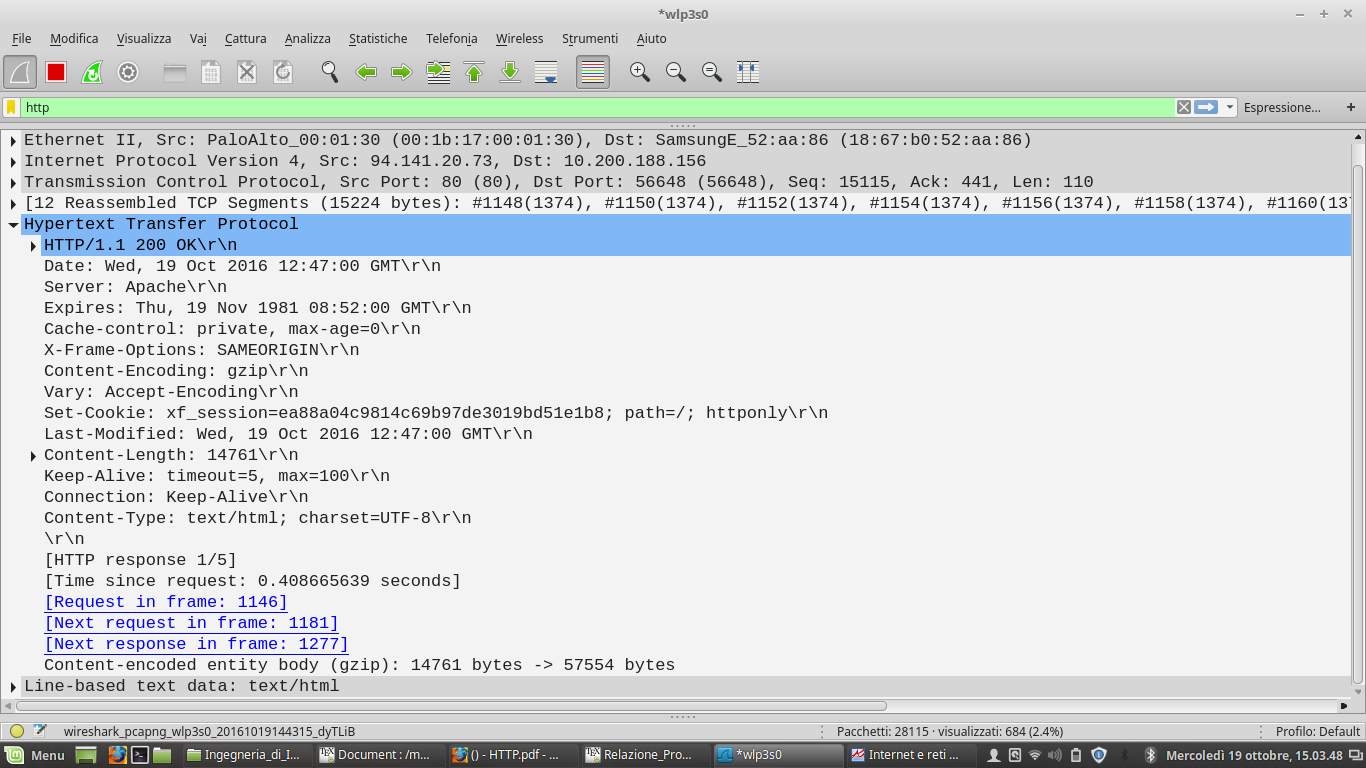 *wlp3s0
File Modifica Visualizza Vai Cattura Analizza Statistiche Telefonia Wireless Strumenti Aiuto
http Espressione... +
Ethernet II, Src: PaloAlto_00:01:30 (00:1b:17:00:01:30), Dst: SamsungE_52:aa:86 (18:67:b0:52:aa:86)
Internet Protocol Version 4, Src: 94.141.20.73, Dst: 10.200.188.156
Transmission Control Protocol, Src Port: 80 (80), Dst Port: 56648 (56648), Seq: 15115, Ack: 441, Len: 110
[12 Reassembled TCP Segments (15224 bytes): #1148(1374), #1150(1374), #1152(1374), #1154(1374), #1156(1374), #1158(1374), #1160(137
Hypertext Transfer Protocol
HTTP/1.1 200 OK\r\n
Date: Wed, 19 Oct 2016 12:47:00 GMT\r\n
Server: Apache\r\n
Expires: Thu, 19 Nov 1981 08:52:00 GMT\r\n
Cache-control: private, max-age=0\r\n
X-Frame-Options: SAMEORIGIN\r\n
Content-Encoding: gzip\r\n
Vary: Accept-Encoding\r\n
Set-Cookie: xf_session=ea88a04c9814c69b97de3019bd51e1b8; path=/; httponly\r\n
Last-Modified: Wed, 19 Oct 2016 12:47:00 GMT\r\n
Content-Length: 14761\r\n
Keep-Alive: timeout=5, max=100\r\n
Connection: Keep-Alive\r\n
Content-Type: text/html; charset=UTF-8\r\n
\r\n
[HTTP response 1/5]
[Time since request: 0.408665639 seconds]
[Request in frame: 1146]
[Next request in frame: 1181]
[Next response in frame: 1277]
Content-encoded entity body (gzip): 14761 bytes -> 57554 bytes
Line-based text data: text/html
wireshark_pcapng_wlp3s0_20161019144315_dyTLiB Pacchetti: 28115 · visualizzati: 684 (2.4%) Profilo: Default
Menu Ingegneria_di_I... Document : /m... () - HTTP.pdf - ... Relazione_Pro... *wlp3s0 Internet e reti ... Mercoledì 19 ottobre, 15.03.48